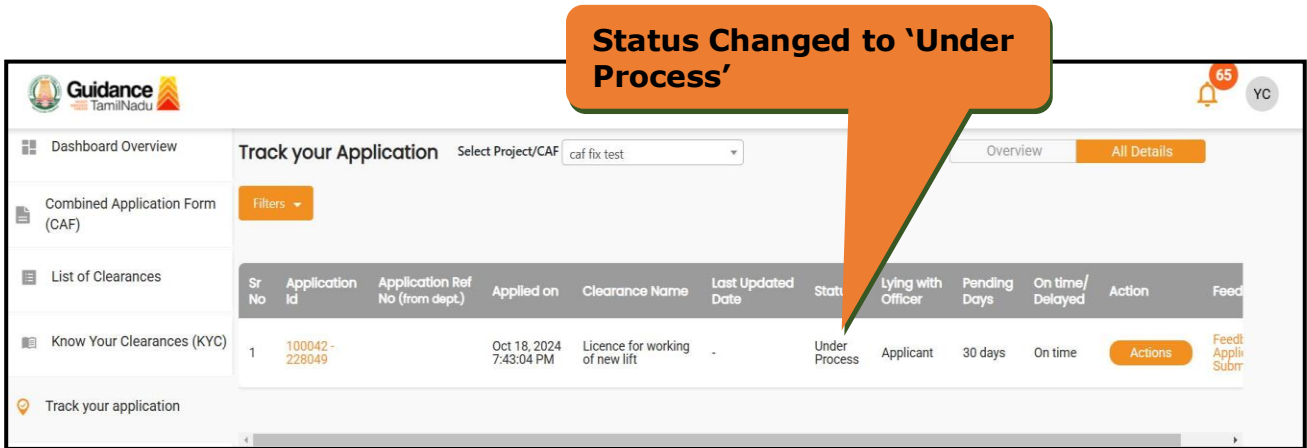 Status Changed to ‘Under
Process’
Guidance
TamilNadu
65
YC
Dashboard Overview
Combined Application Form
(CAF)
List of Clearances
Know Your Clearances (KYC)
Track your application
Track your Application
Select Project/CAF
caf fix test
Overview
All Details
Filters
Sr
No
Application
Id
Application Ref
No (from dept.)
Applied on
Clearance Name
Last Updated
Date
Statu
Lying with
Officer
Pending
Days
On time/
Delayed
Action
Feed
1
100042 -
228049
Oct 18, 2024
7:43:04 PM
Licence for working
of new lift
-
Under
Process
Applicant
30 days
On time
Actions
Feedb
Applic
Subm